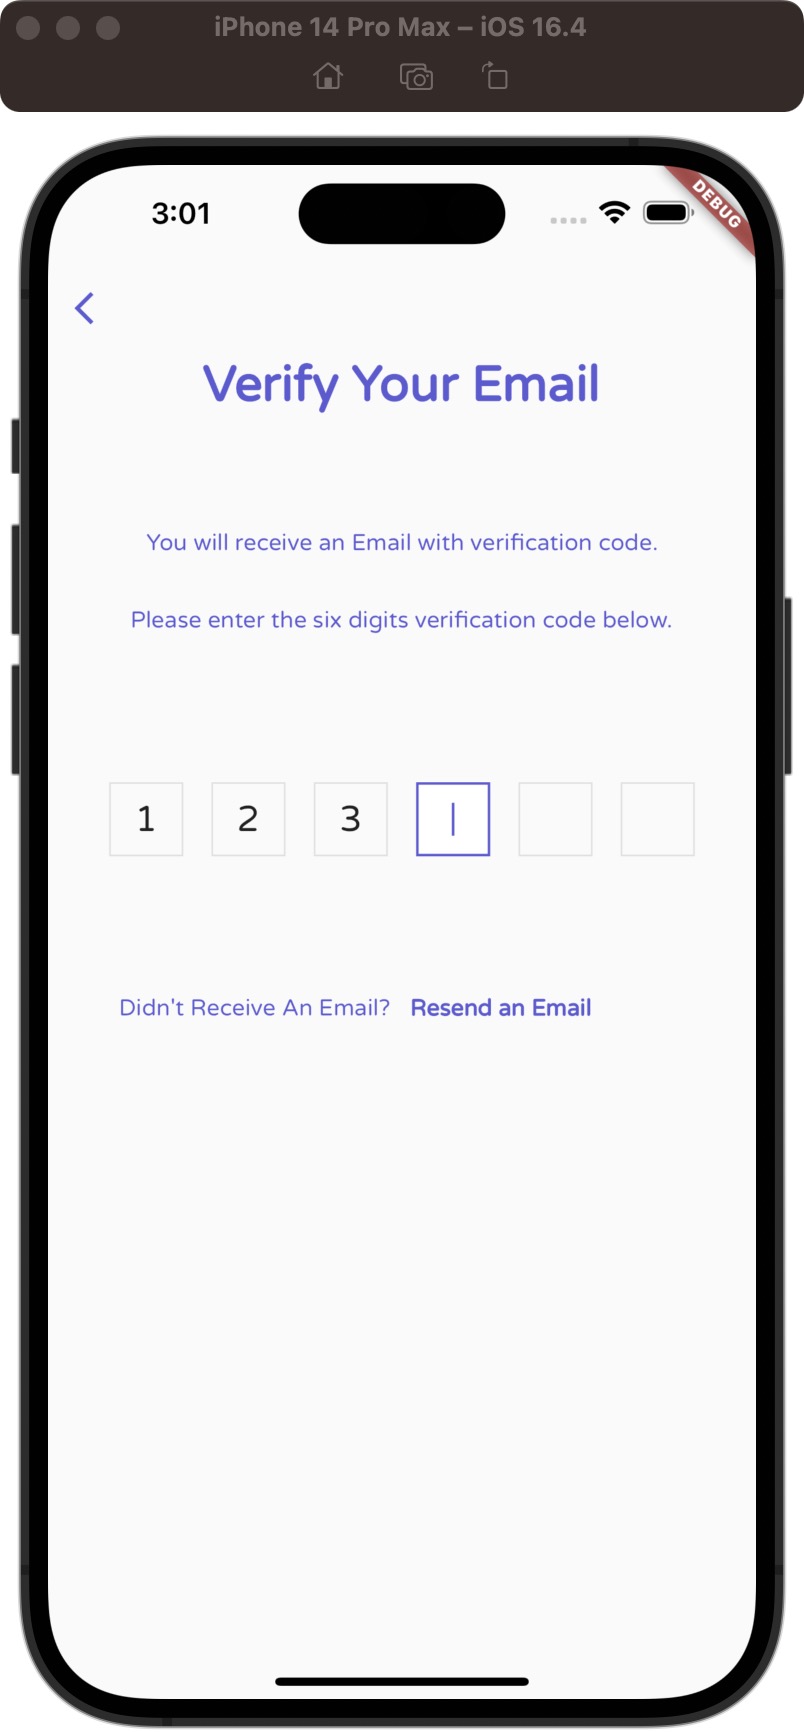 iPhone 14 Pro Max – iOS 16.4
3:01
DEBUG
Verify Your Email
You will receive an Email with verification code.
Please enter the six digits verification code below.
1 2 3
Didn't Receive An Email? Resend an Email